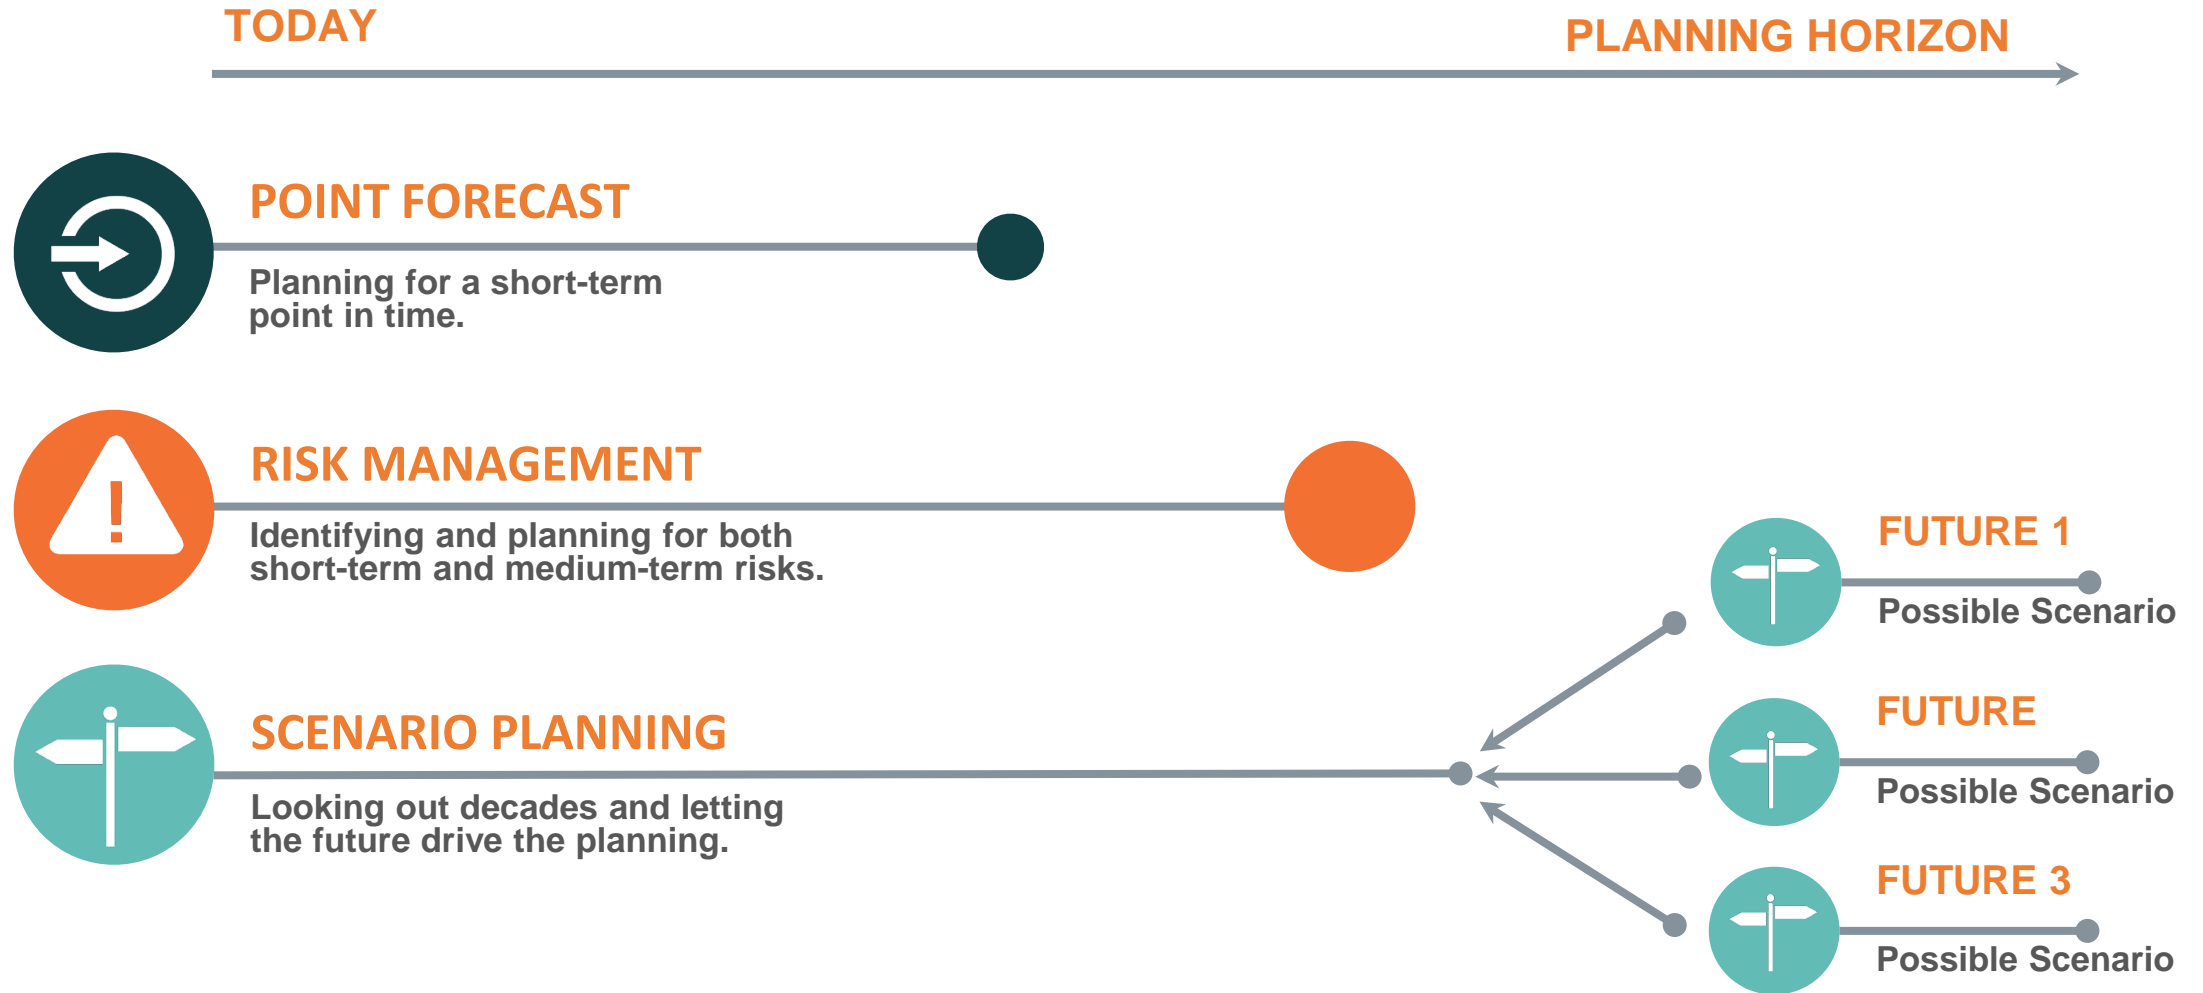 TODAY
PLANNING HORIZON
POINT FORECAST
Planning for a short-term
point in time.
RISK MANAGEMENT
Identifying and planning for both
short-term and medium-term risks.
SCENARIO PLANNING
Looking out decades and letting
the future drive the planning.
FUTURE 1
Possible Scenario
FUTURE
Possible Scenario
FUTURE 3
Possible Scenario